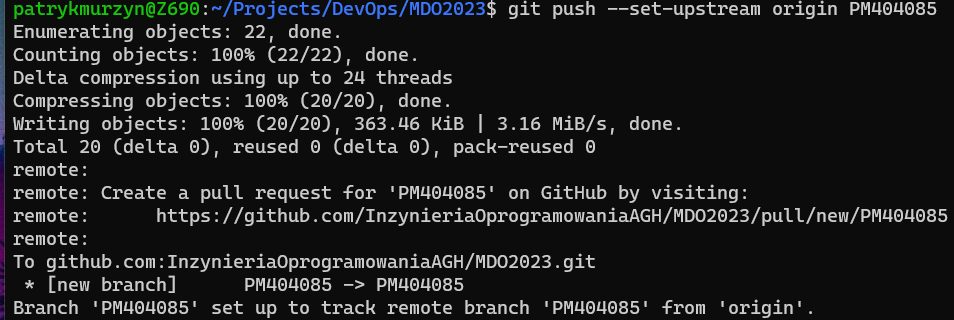 patrykmurzyn@Z690:~/Projects/DevOps/MDO2023$ git push --set-upstream origin PM404085
Enumerating objects: 22, done.
Counting objects: 100% (22/22), done.
Delta compression using up to 24 threads
Compressing objects: 100% (20/20), done.
Writing objects: 100% (20/20), 363.46 KiB | 3.16 MiB/s, done.
Total 20 (delta 0), reused 0 (delta 0), pack-reused 0
remote:
remote: Create a pull request for 'PM404085' on GitHub by visiting:
remote:      https://github.com/InzynieriaOprogramowaniaAGH/MDO2023/pull/new/PM404085
remote:
To github.com:InzynieriaOprogramowaniaAGH/MDO2023.git
 * [new branch]      PM404085 -> PM404085
Branch 'PM404085' set up to track remote branch 'PM404085' from 'origin'.